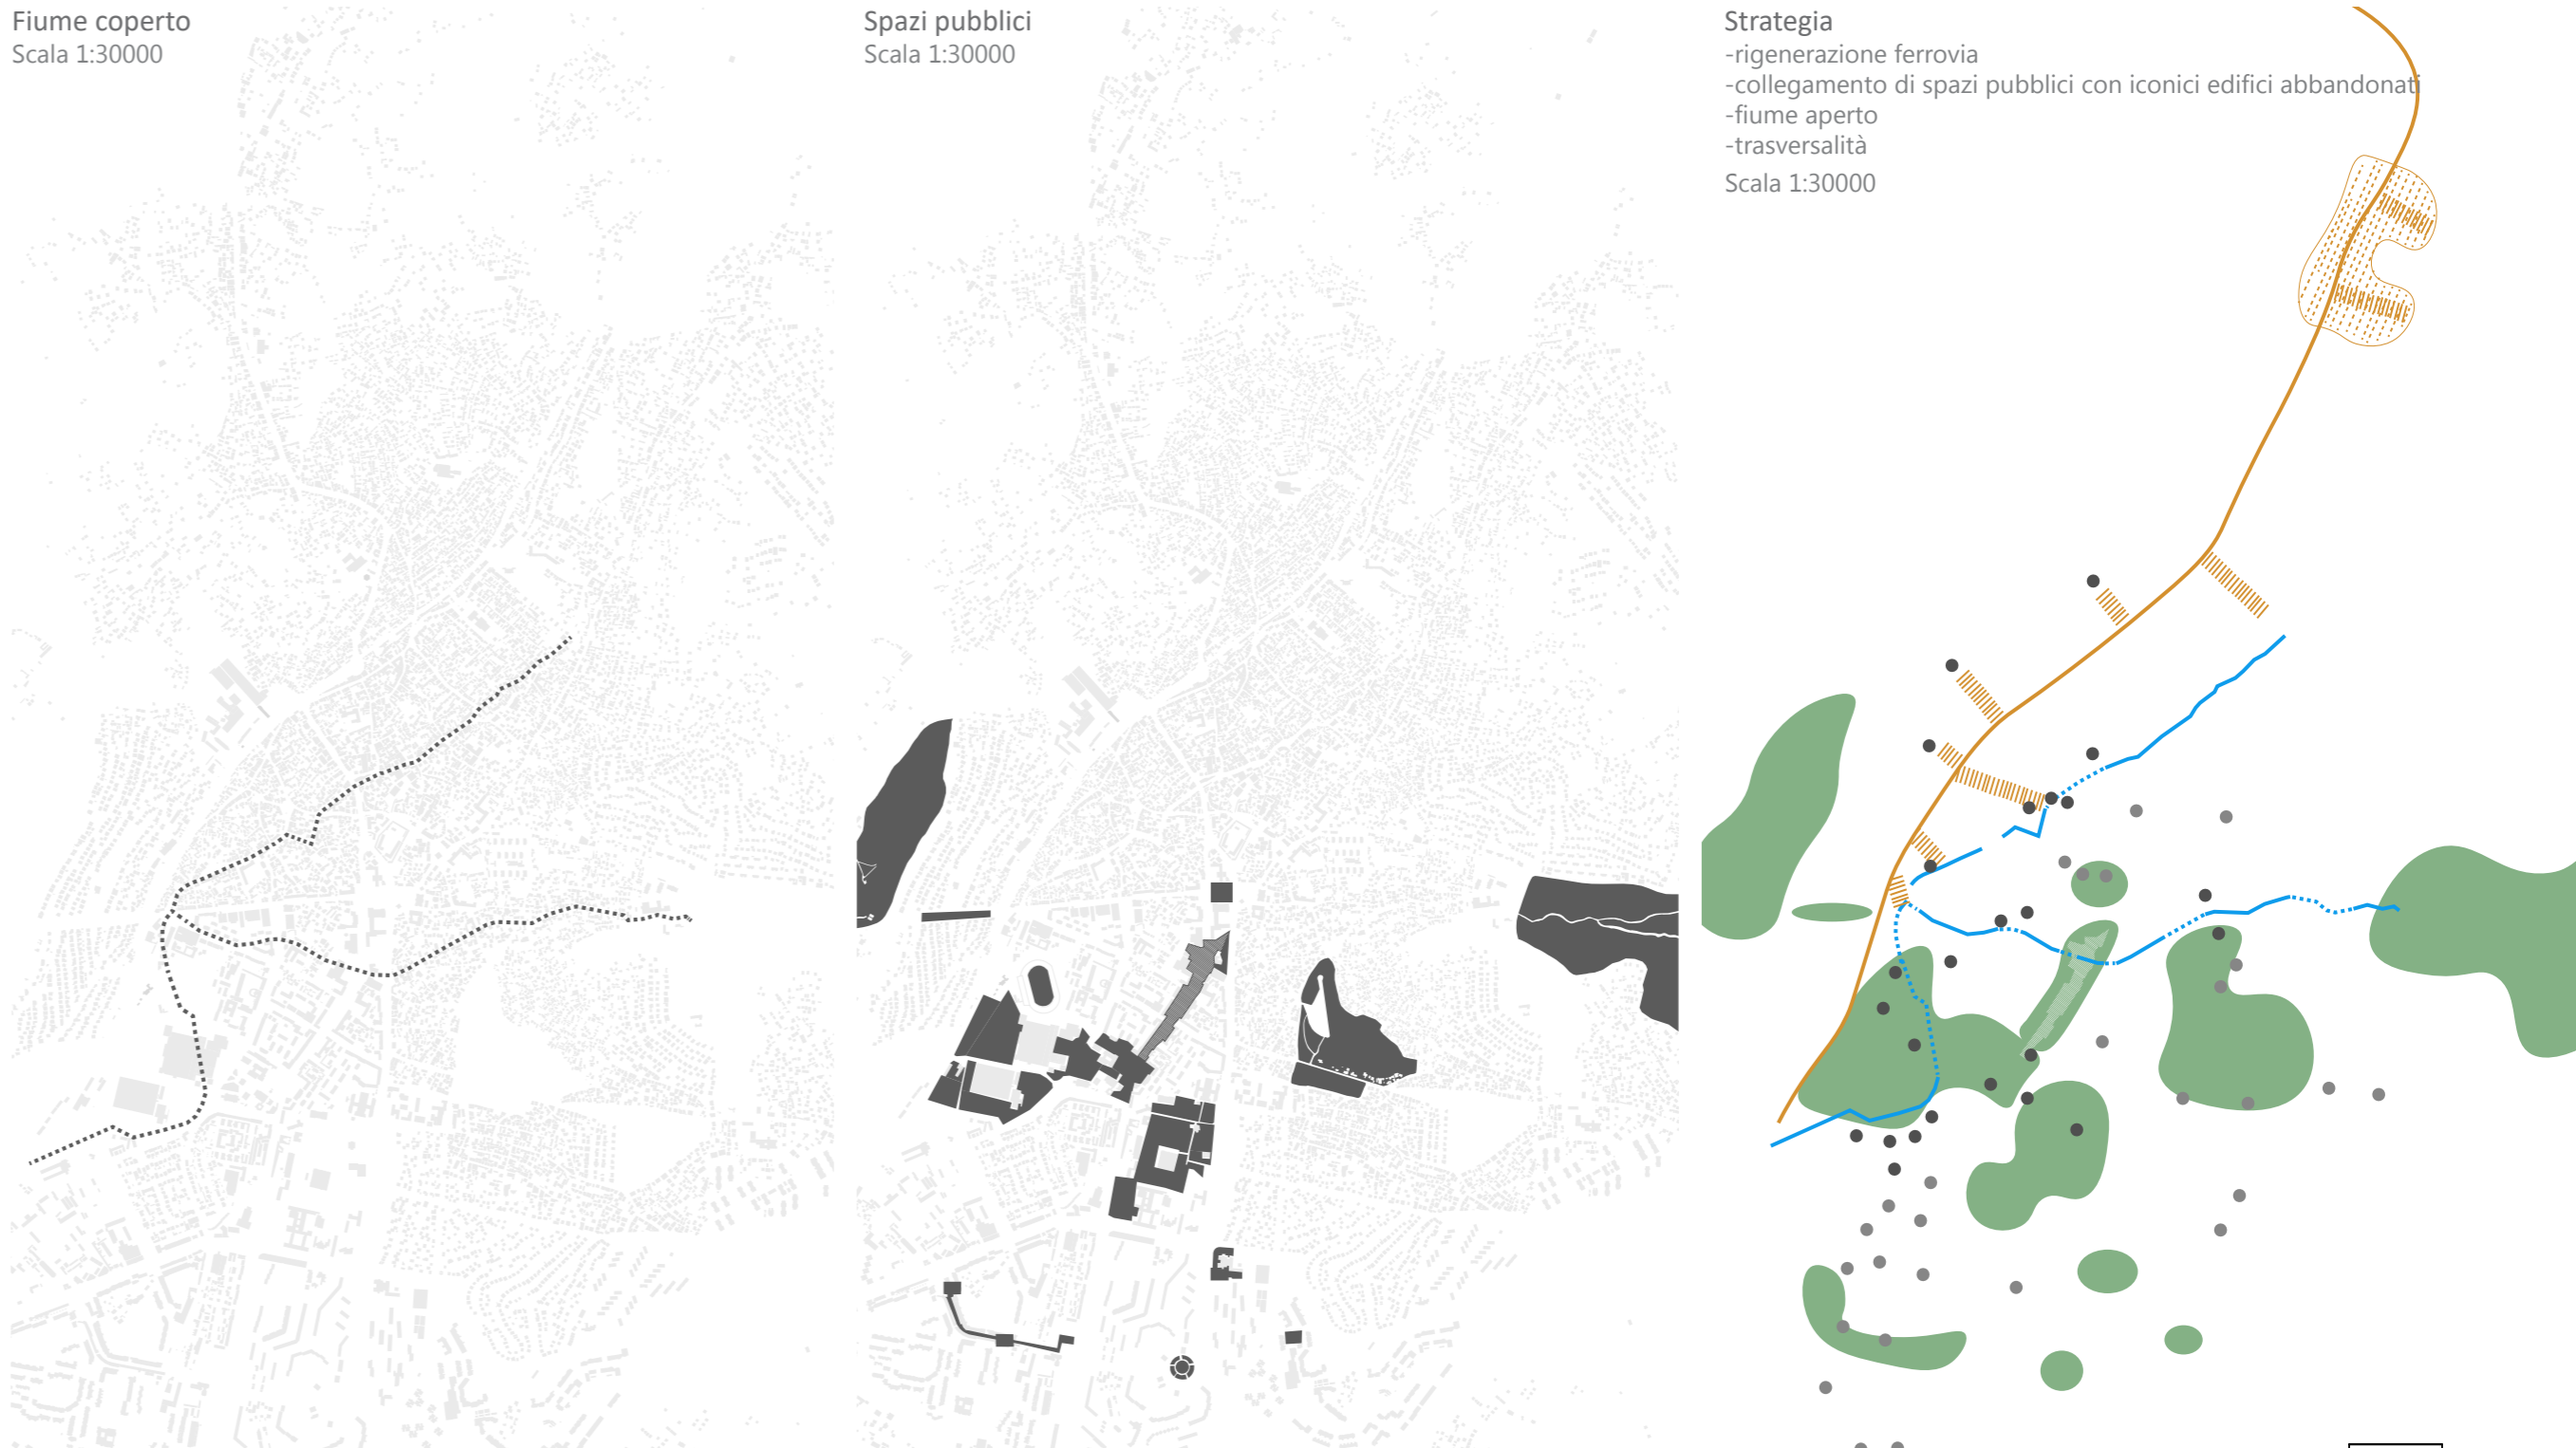 Fiume coperto
Scala 1:30000
Spazi pubblici
Scala 1:30000
Strategia
-rigenerazione ferrovia
-collegamento di spazi pubblici con iconici edifici abbandonati
-fiume aperto
-trasversalità
Scala 1:30000